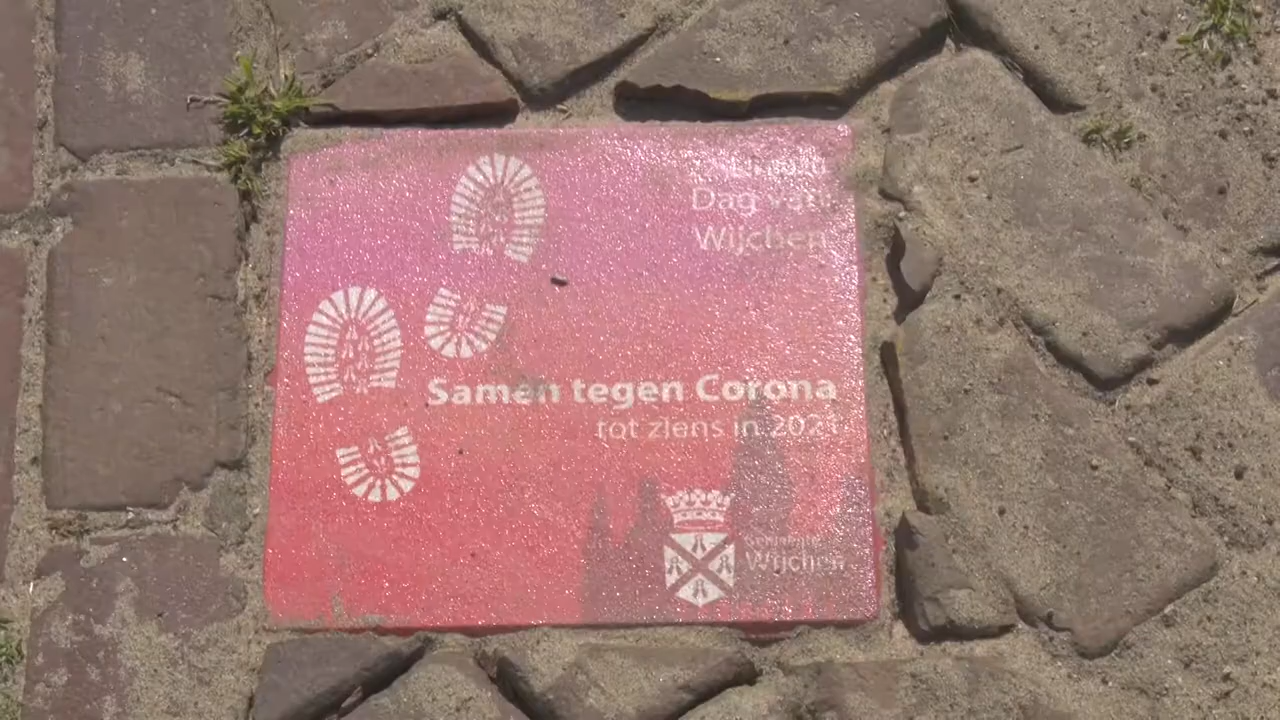 Dag van
Wijchen
Samen tegen Corona
tot ziens in 2021
Gemeente
Wijchen